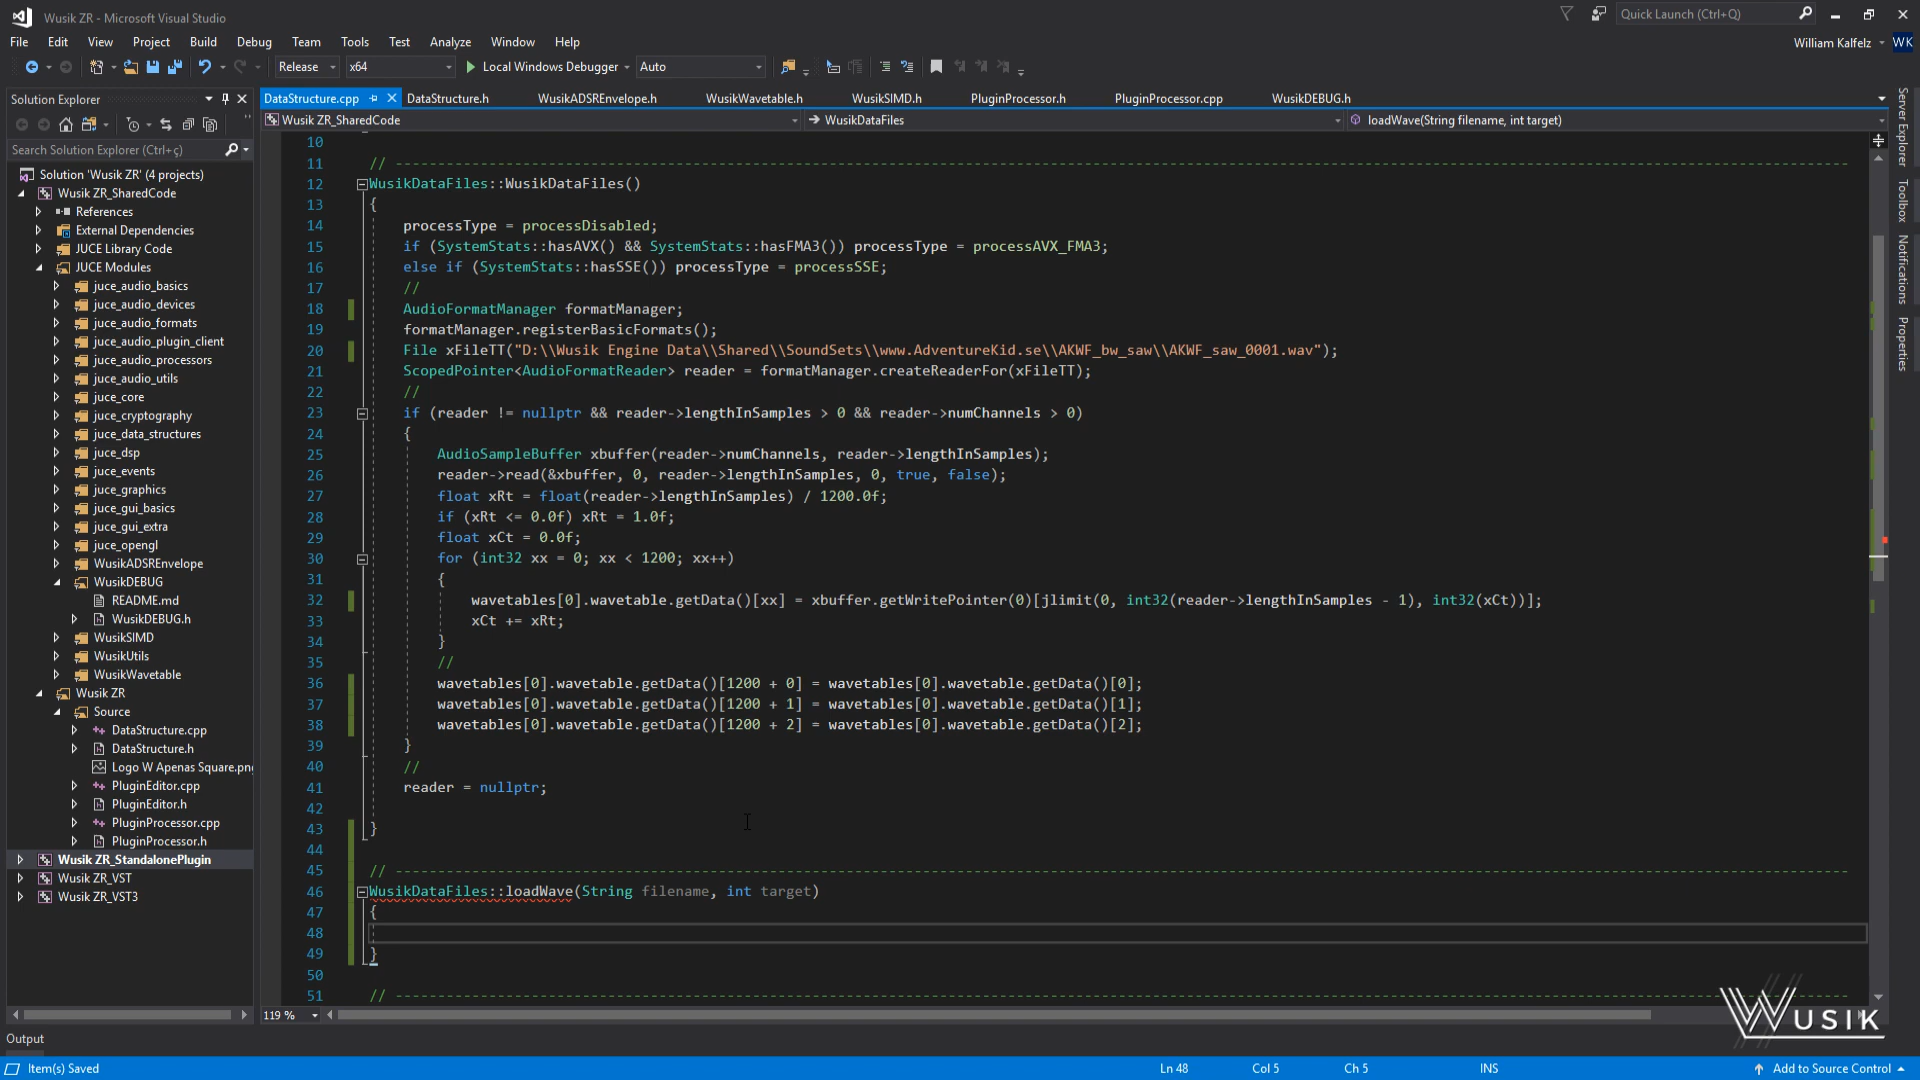 Wusik ZR - Microsoft Visual Studio
Quick Launch (Ctrl+Q)
File Edit View Project Build Debug Team Tools Test Analyze Window Help
William Kalfelz WK
Release x64 Local Windows Debugger Auto
Solution Explorer
Search Solution Explorer (Ctrl+ç)
Solution 'Wusik ZR' (4 projects)
Wusik ZR_SharedCode
References
External Dependencies
JUCE Library Code
JUCE Modules
juce_audio_basics
juce_audio_devices
juce_audio_formats
juce_audio_plugin_client
juce_audio_processors
juce_audio_utils
juce_core
juce_cryptography
juce_data_structures
juce_dsp
juce_events
juce_graphics
juce_gui_basics
juce_gui_extra
juce_opengl
WusikADSREnvelope
WusikDEBUG
README.md
WusikDEBUG.h
WusikSIMD
WusikUtils
WusikWavetable
Wusik ZR
Source
DataStructure.cpp
DataStructure.h
Logo W Apenas Square.png
PluginEditor.cpp
PluginEditor.h
PluginProcessor.cpp
PluginProcessor.h
Wusik ZR_StandalonePlugin
Wusik ZR_VST
Wusik ZR_VST3
DataStructure.cpp DataStructure.h WusikADSREnvelope.h WusikWavetable.h WusikSIMD.h PluginProcessor.h PluginProcessor.cpp WusikDEBUG.h
Wusik ZR_SharedCode WusikDataFiles loadWave(String filename, int target)
10
11 // --------------------------------------------------------------------------------
12 WusikDataFiles::WusikDataFiles()
13 {
14 processType = processDisabled;
15 if (SystemStats::hasAVX() && SystemStats::hasFMA3()) processType = processAVX_FMA3;
16 else if (SystemStats::hasSSE()) processType = processSSE;
17 //
18 AudioFormatManager formatManager;
19 formatManager.registerBasicFormats();
20 File xFileTT("D:\\Wusik Engine Data\\Shared\\SoundSets\\www.AdventureKid.se\\AKWF_bw_saw\\AKWF_saw_0001.wav");
21 ScopedPointer<AudioFormatReader> reader = formatManager.createReaderFor(xFileTT);
22 //
23 if (reader != nullptr && reader->lengthInSamples > 0 && reader->numChannels > 0)
24 {
25 AudioSampleBuffer xbuffer(reader->numChannels, reader->lengthInSamples);
26 reader->read(&xbuffer, 0, reader->lengthInSamples, 0, true, false);
27 float xRt = float(reader->lengthInSamples) / 1200.0f;
28 if (xRt <= 0.0f) xRt = 1.0f;
29 float xCt = 0.0f;
30 for (int32 xx = 0; xx < 1200; xx++)
31 {
32 wavetables[0].wavetable.getData()[xx] = xbuffer.getWritePointer(0)[jlimit(0, int32(reader->lengthInSamples - 1), int32(xCt))];
33 xCt += xRt;
34 }
35 //
36 wavetables[0].wavetable.getData()[1200 + 0] = wavetables[0].wavetable.getData()[0];
37 wavetables[0].wavetable.getData()[1200 + 1] = wavetables[0].wavetable.getData()[1];
38 wavetables[0].wavetable.getData()[1200 + 2] = wavetables[0].wavetable.getData()[2];
39 }
40 //
41 reader = nullptr;
42
43 }
44
45 // --------------------------------------------------------------------------------
46 WusikDataFiles::loadWave(String filename, int target)
47 {
48
49 }
50
51 // --------------------------------------------------------------------------------
119 %
Server Explorer
Toolbox
Notifications
Properties
WUSIK
Output
Item(s) Saved Ln 48 Col 5 Ch 5 INS Add to Source Control